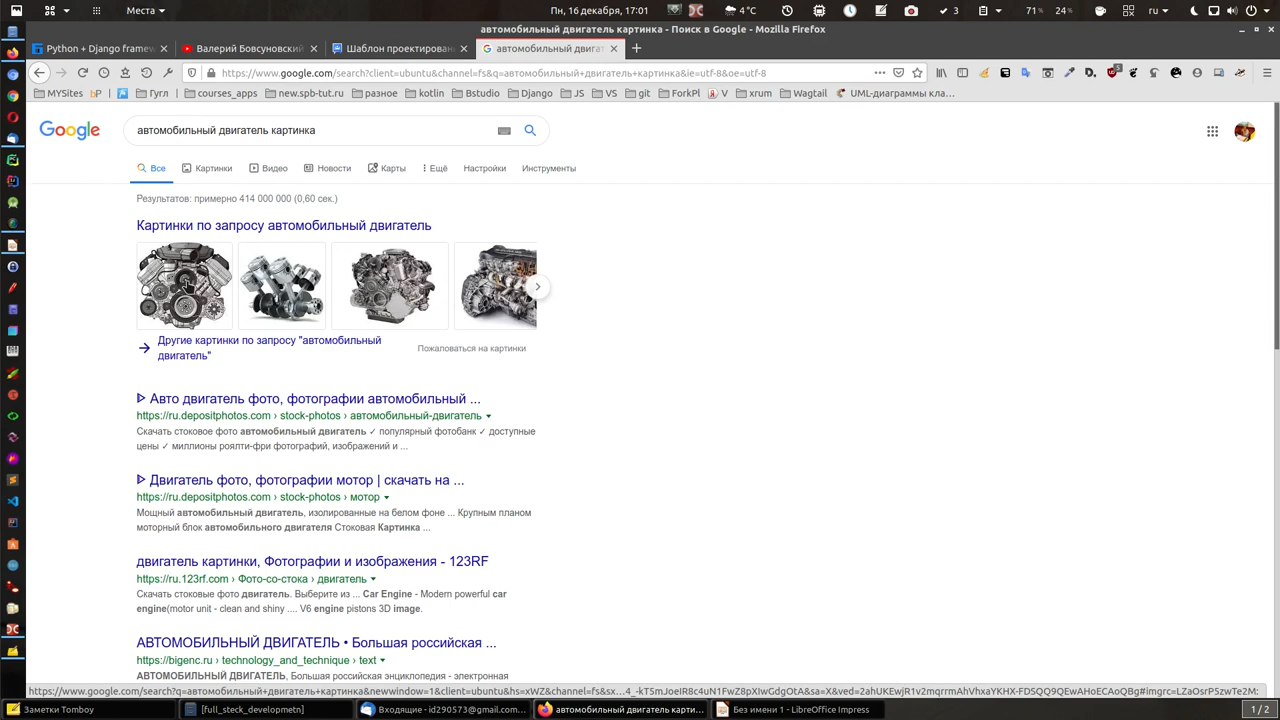 Места
Пн, 16 декабря, 17:01
4°C
ru
автомобильный двигатель картинка - Поиск в Google - Mozilla Firefox
Python + Django framew
Валерий Бовсуновский
Шаблон проектирован
автомобильный двигат
https://www.google.com/search?client=ubuntu&channel=fs&q=автомобильный+двигатель+картинка&ie=utf-8&oe=utf-8
MYSites
bP
Гугл
courses_apps
new.spb-tut.ru
разное
kotlin
Bstudio
Django
JS
VS
git
ForkPl
V
xrum
Wagtail
UML-диаграммы кла…
Google
автомобильный двигатель картинка
Все
Картинки
Видео
Новости
Карты
Ещё
Настройки
Инструменты
Результатов: примерно 414 000 000 (0,60 сек.)
Картинки по запросу автомобильный двигатель
Другие картинки по запросу "автомобильный
двигатель"
Пожаловаться на картинки
Авто двигатель фото, фотографии автомобильный ...
https://ru.depositphotos.com › stock-photos › автомобильный-двигатель
Скачать стоковое фото автомобильный двигатель ✓ популярный фотобанк ✓ доступные
цены ✓ миллионы роялти-фри фотографий, изображений и ...
Двигатель фото, фотографии мотор | скачать на ...
https://ru.depositphotos.com › stock-photos › мотор
Мощный автомобильный двигатель, изолированные на белом фоне ... Крупным планом
моторный блок автомобильного двигателя Стоковая Картинка ...
двигатель картинки, Фотографии и изображения - 123RF
https://ru.123rf.com › Фото-со-стока › двигатель
Скачать стоковые фото двигатель. Выберите из ... Car Engine - Modern powerful car
engine(motor unit - clean and shiny .... V6 engine pistons 3D image.
АВТОМОБИЛЬНЫЙ ДВИГАТЕЛЬ • Большая российская ...
https://bigenc.ru › technology_and_technique › text
АВТОМОБИЛЬНЫЙ ДВИГАТЕЛЬ, Большая российская энциклопедия - электронная
Заметки Tomboy
[full_steck_developmetn]
Входящие - id290573@gmail.com…
автомобильный двигатель карти…
Без имени 1 - LibreOffice Impress
1 / 2